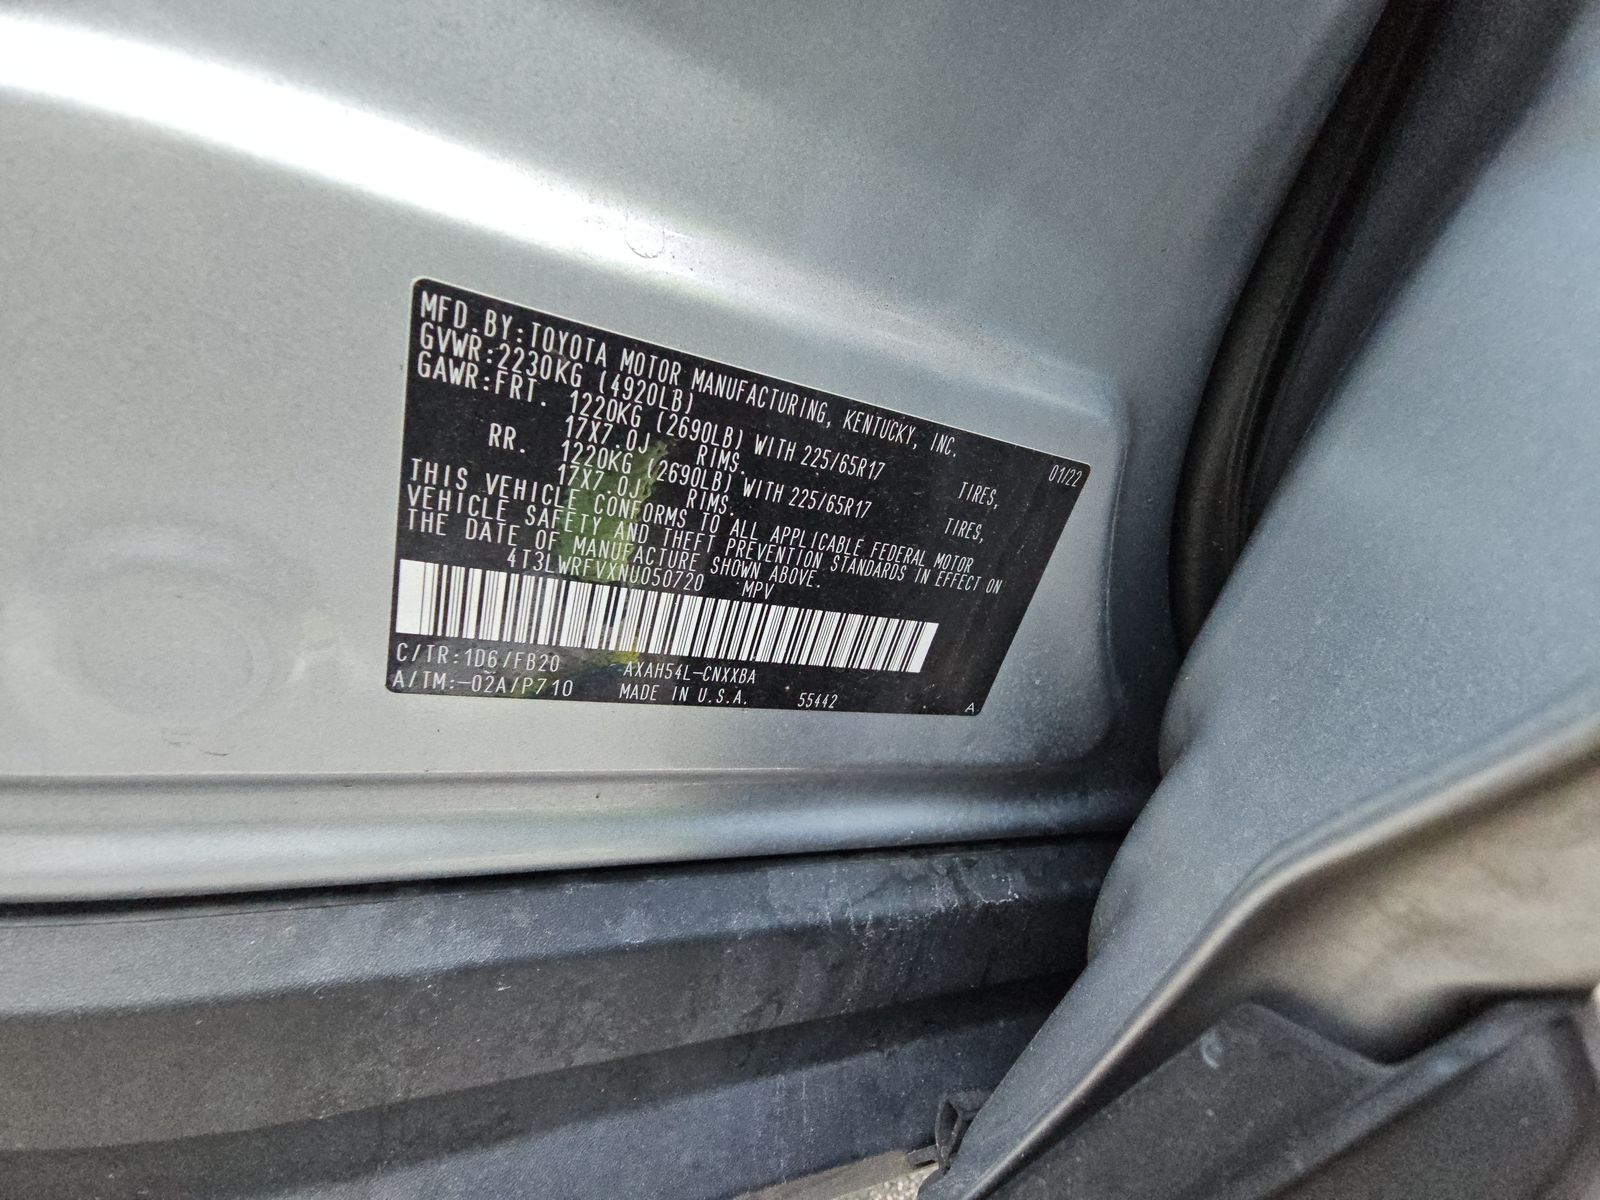 MFD.BY:TOYOTA MOTOR MANUFACTURING, KENTUCKY, INC.
GVWR:2230KG (4920LB) 01/22
GAWR:FRT. 1220KG (2690LB) WITH 225/65R17 TIRES,
17X7.0J RIMS.
RR. 1220KG (2690LB) WITH 225/65R17 TIRES,
17X7.0J RIMS.
THIS VEHICLE CONFORMS TO ALL APPLICABLE FEDERAL MOTOR
VEHICLE SAFETY AND THEFT PREVENTION STANDARDS IN EFFECT ON
THE DATE OF MANUFACTURE SHOWN ABOVE.
4T3LWRFVXNU050720 MPV
C/TR:1D6/FB20 AXAH54L-CNXXBA
A/TM:-02A/P710 MADE IN U.S.A. 55442 A